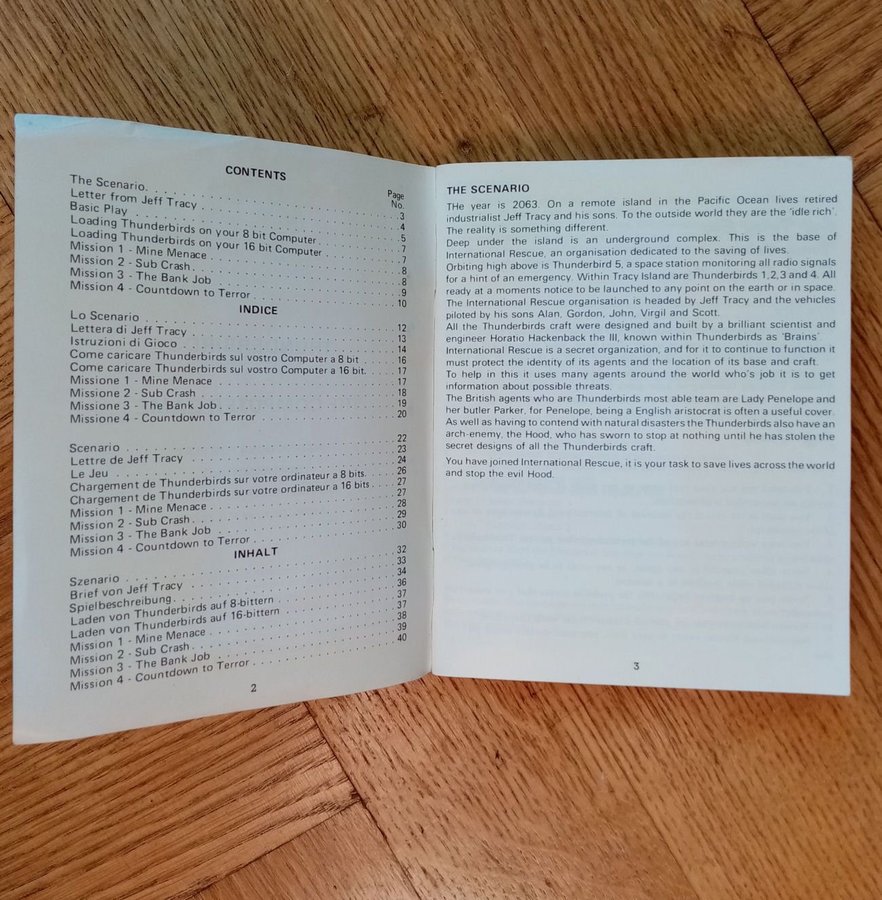 CONTENTS
Page
No.
The Scenario. . . . . . . . . . 3
Letter from Jeff Tracy . . . . . . . . . . 4
Basic Play . . . . . . . . . . 5
Loading Thunderbirds on your 8 bit Computer . . . . . . . . . . 7
Loading Thunderbirds on your 16 bit Computer . . . . . . . . . . 7
Mission 1 - Mine Menace . . . . . . . . . . 8
Mission 2 - Sub Crash . . . . . . . . . . 8
Mission 3 - The Bank Job . . . . . . . . . . 9
Mission 4 - Countdown to Terror . . . . . . . . . . 10
INDICE
Lo Scenario . . . . . . . . . . 12
Lettera di Jeff Tracy . . . . . . . . . . 13
Istruzioni di Gioco . . . . . . . . . . 14
Come caricare Thunderbirds sul vostro Computer a 8 bit . . . . . 16
Come caricare Thunderbirds sul vostro Computer a 16 bit. . . . . 17
Missione 1 - Mine Menace . . . . . . . . . . 17
Missione 2 - Sub Crash . . . . . . . . . . 18
Missione 3 - The Bank Job . . . . . . . . . . 19
Missione 4 - Countdown to Terror . . . . . . . . . . 20
Scenario . . . . . . . . . . 22
Lettre de Jeff Tracy . . . . . . . . . . 23
Le Jeu . . . . . . . . . . 24
Chargement de Thunderbirds sur votre ordinateur a 8 bits. . . . . 26
Chargement de Thunderbirds sur votre ordinateur a 16 bits . . . . 27
Mission 1 - Mine Menace . . . . . . . . . . 27
Mission 2 - Sub Crash . . . . . . . . . . 28
Mission 3 - The Bank Job . . . . . . . . . . 29
Mission 4 - Countdown to Terror . . . . . . . . . . 30
INHALT
Szenario . . . . . . . . . . 32
Brief von Jeff Tracy . . . . . . . . . . 33
Spielbeschreibung. . . . . . . . . . 34
Laden von Thunderbirds auf 8-bittern . . . . . . . . . . 36
Laden von Thunderbirds auf 16-bittern . . . . . . . . . . 37
Mission 1 - Mine Menace . . . . . . . . . . 37
Mission 2 - Sub Crash . . . . . . . . . . 38
Mission 3 - The Bank Job . . . . . . . . . . 39
Mission 4 - Countdown to Terror . . . . . . . . . . 40
2
THE SCENARIO
THe year is 2063. On a remote island in the Pacific Ocean lives retired
industrialist Jeff Tracy and his sons. To the outside world they are the 'idle rich'.
The reality is something different.
Deep under the island is an underground complex. This is the base of
International Rescue, an organisation dedicated to the saving of lives.
Orbiting high above is Thunderbird 5, a space station monitoring all radio signals
for a hint of an emergency. Within Tracy Island are Thunderbirds 1,2,3 and 4. All
ready at a moments notice to be launched to any point on the earth or in space.
The International Rescue organisation is headed by Jeff Tracy and the vehicles
piloted by his sons Alan, Gordon, John, Virgil and Scott.
All the Thunderbirds craft were designed and built by a brilliant scientist and
engineer Horatio Hackenback the III, known within Thunderbirds as 'Brains'.
International Rescue is a secret organization, and for it to continue to function it
must protect the identity of its agents and the location of its base and craft.
To help in this it uses many agents around the world who's job it is to get
information about possible threats.
The British agents who are Thunderbirds most able team are Lady Penelope and
her butler Parker, for Penelope, being a English aristocrat is often a useful cover.
As well as having to contend with natural disasters the Thunderbirds also have an
arch-enemy, the Hood, who has sworn to stop at nothing until he has stolen the
secret designs of all the Thunderbirds craft.
You have joined International Rescue, it is your task to save lives across the world
and stop the evil Hood.
3